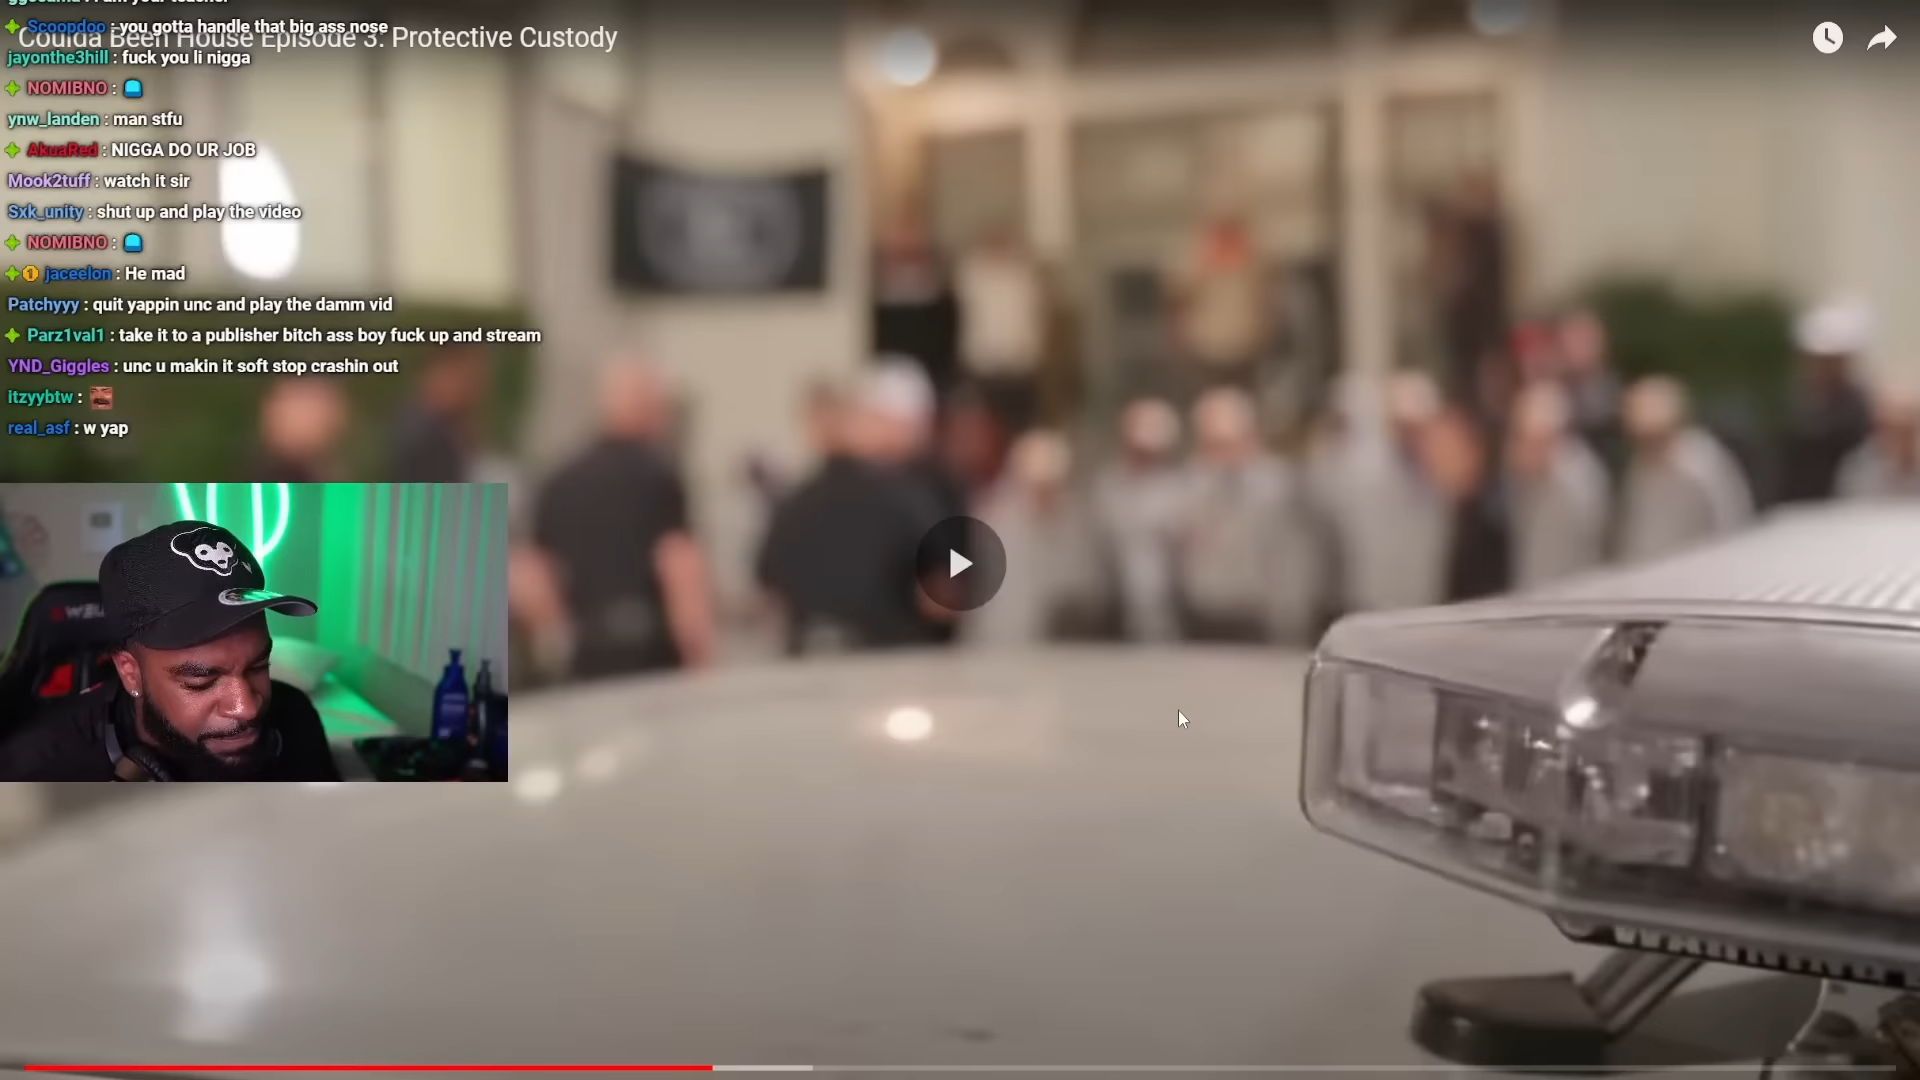 Coulda Been House Episode 3: Protective Custody
Scoopdoo : you gotta handle that big ass nose
jayonthe3hill : fuck you li nigga
NOMIBNO :
ynw_landen : man stfu
AkuaRed : NIGGA DO UR JOB
Mook2tuff : watch it sir
Sxk_unity : shut up and play the video
NOMIBNO :
1 jaceelon : He mad
Patchyyy : quit yappin unc and play the damm vid
Parz1val1 : take it to a publisher bitch ass boy fuck up and stream
YND_Giggles : unc u makin it soft stop crashin out
itzyybtw :
real_asf : w yap